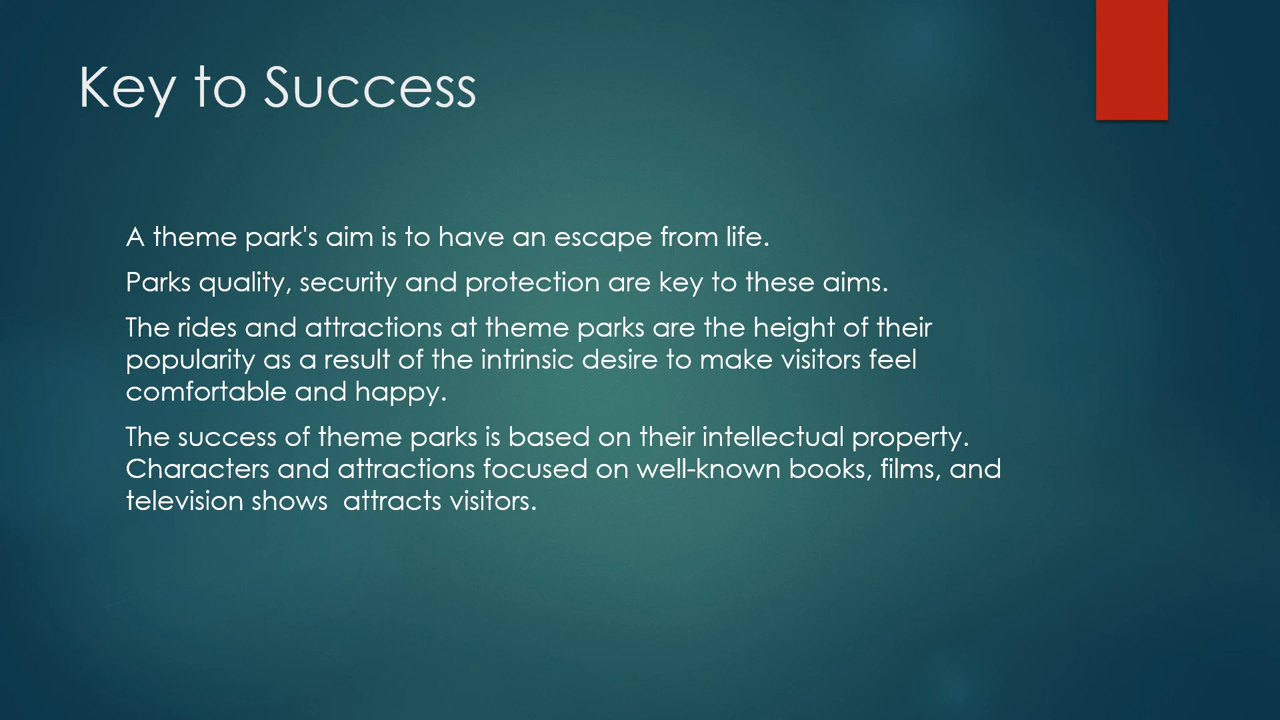 Key to Success
A theme park's aim is to have an escape from life.
Parks quality, security and protection are key to these aims.
The rides and attractions at theme parks are the height of their
popularity as a result of the intrinsic desire to make visitors feel
comfortable and happy.
The success of theme parks is based on their intellectual property.
Characters and attractions focused on well-known books, films, and
television shows  attracts visitors.